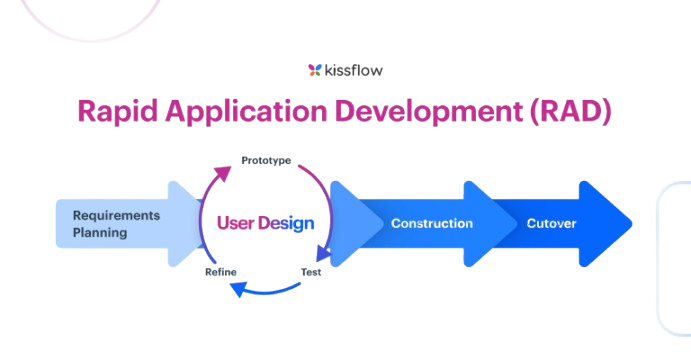 kissflow
Rapid Application Development (RAD)
Prototype
Requirements
Planning
User Design
Construction
Cutover
Refine
Test